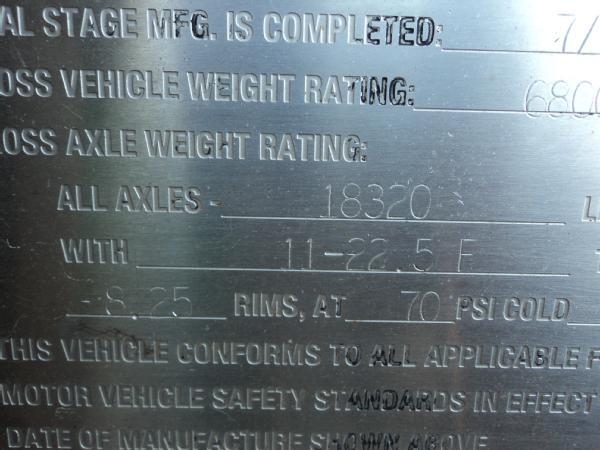 AL STAGE MFG. IS COMPLETED: 7/
OSS VEHICLE WEIGHT RATING: 680
OSS AXLE WEIGHT RATING:
ALL AXLES - 18320
WITH 11-22.5 F
-8.25 RIMS, AT 70 PSI COLD
THIS VEHICLE CONFORMS TO ALL APPLICABLE F
MOTOR VEHICLE SAFETY STANDARDS IN EFFECT
DATE OF MANUFACTURE SHOWN ABOVE